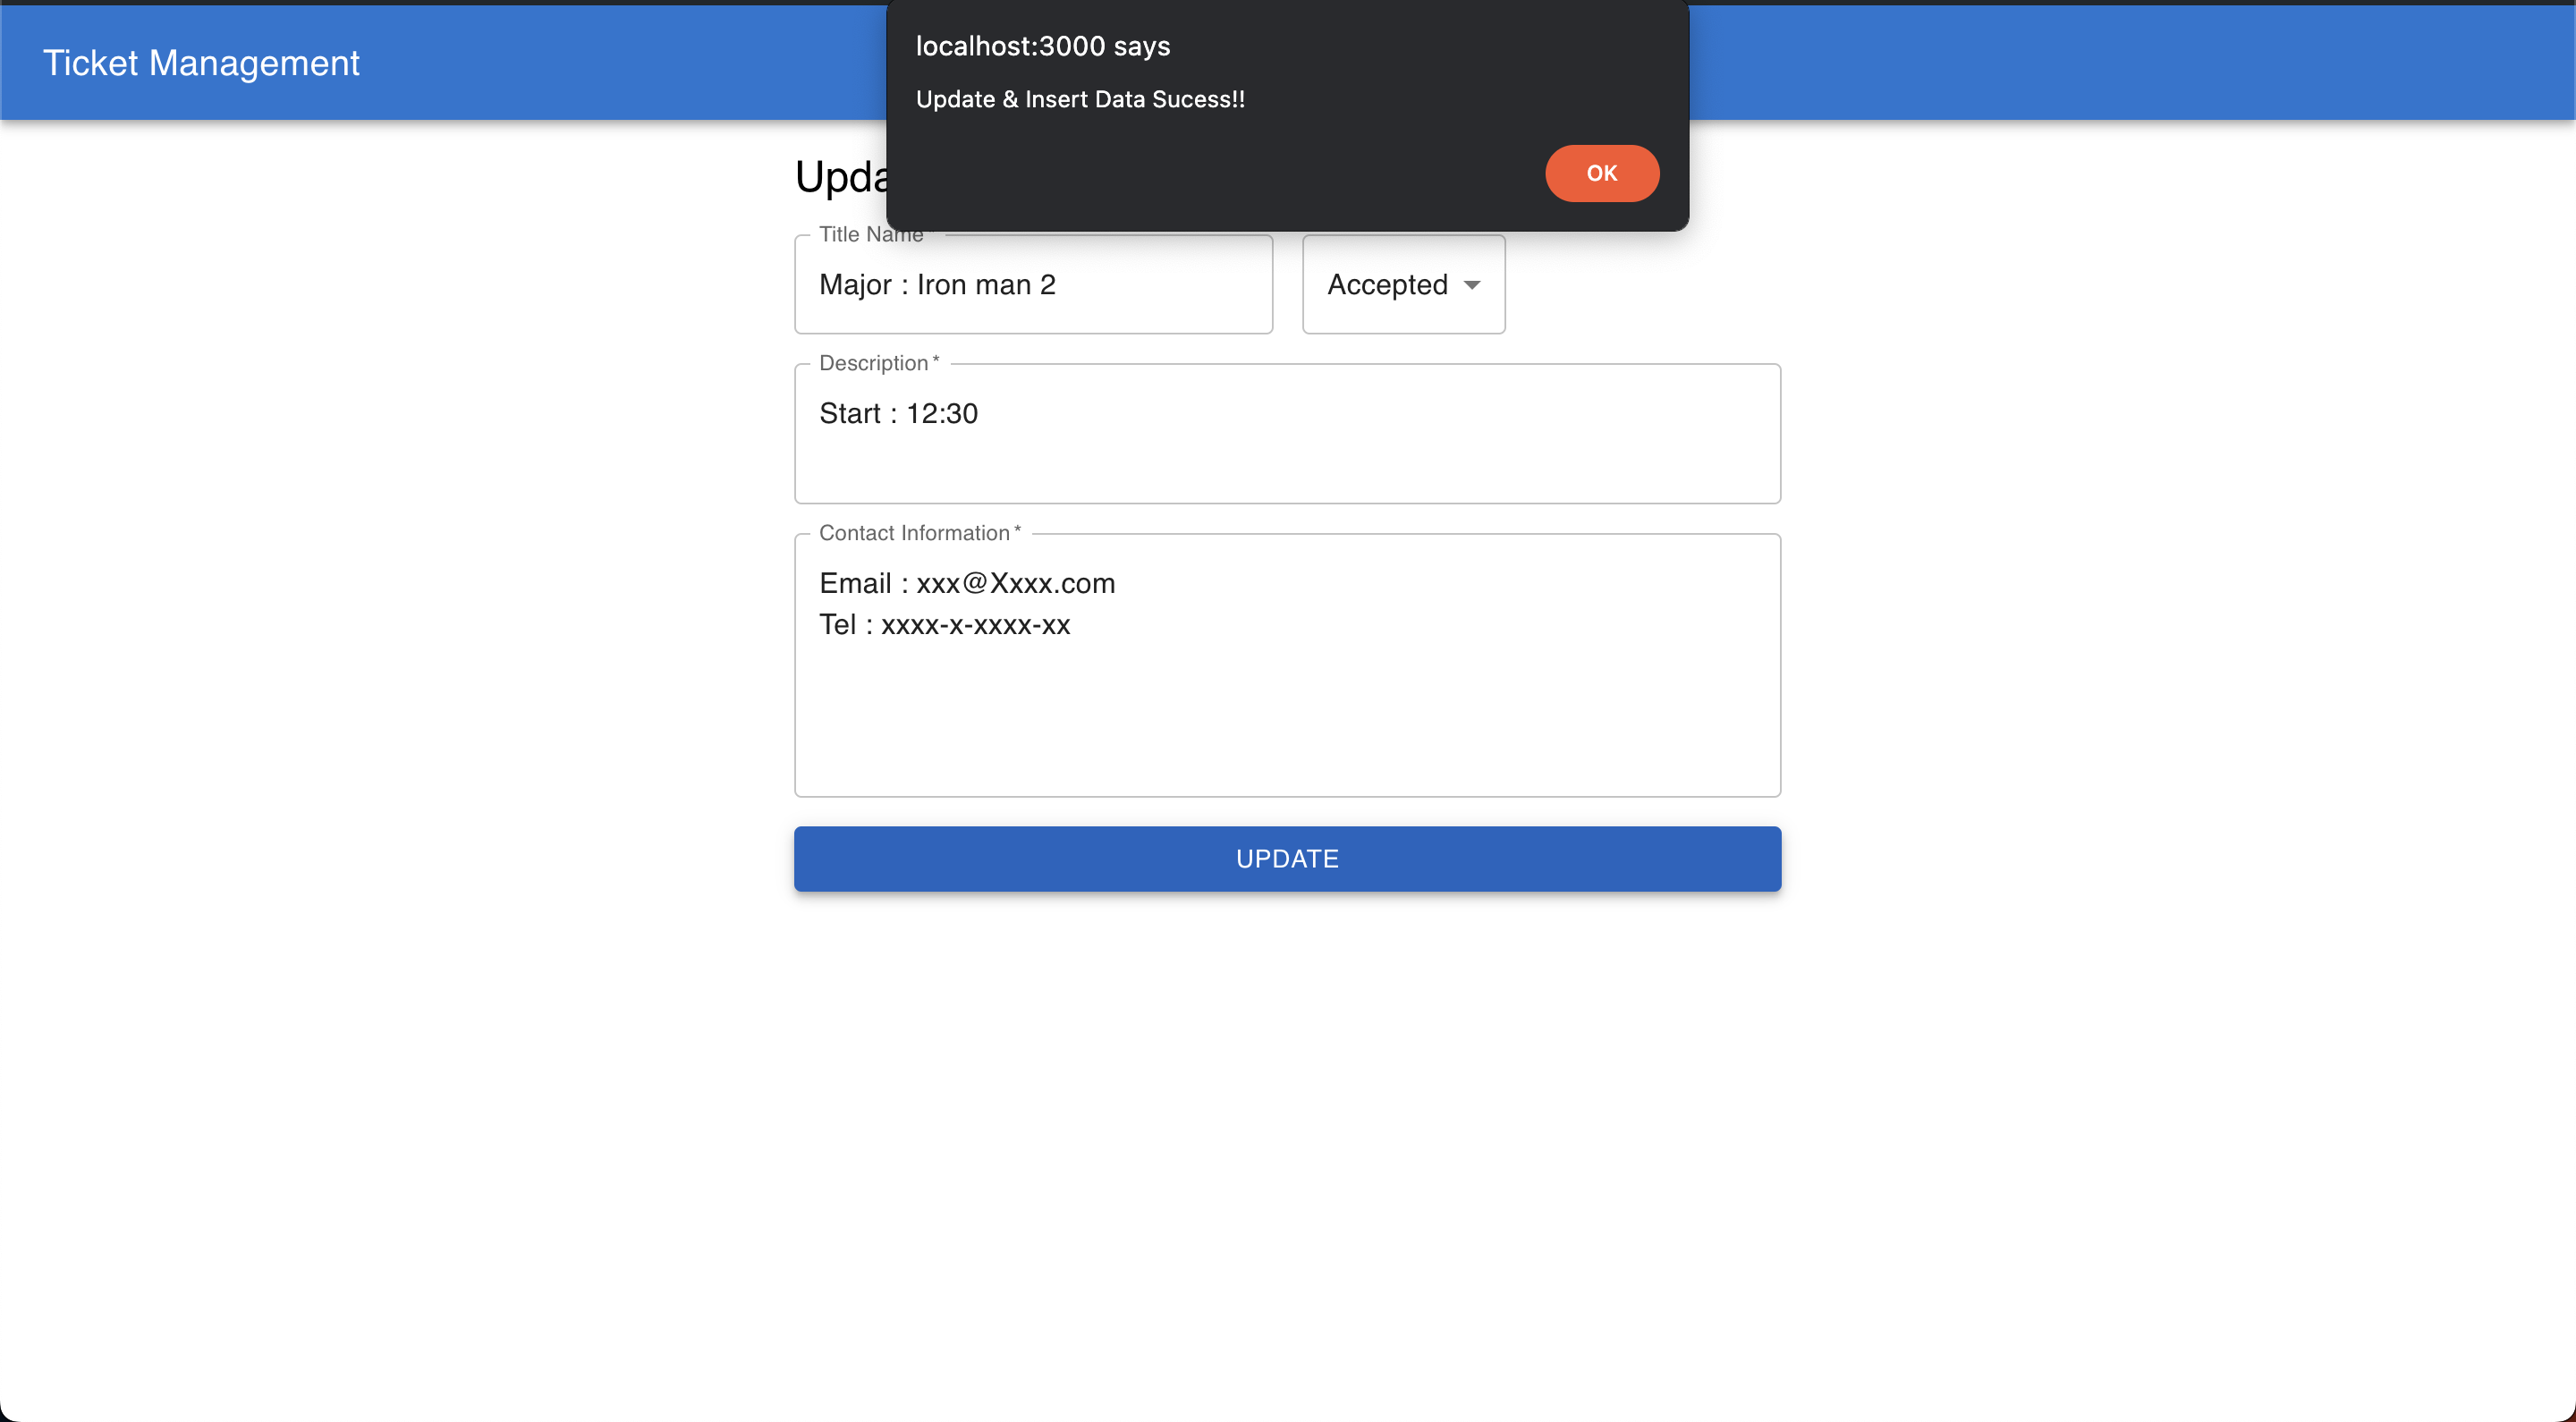 Ticket Management
localhost:3000 says
Update & Insert Data Sucess!!
OK
Title Name
Major : Iron man 2
Accepted
Description *
Start : 12:30
Contact Information *
Email : xxx@Xxxx.com
Tel : xxxx-x-xxxx-xx
UPDATE